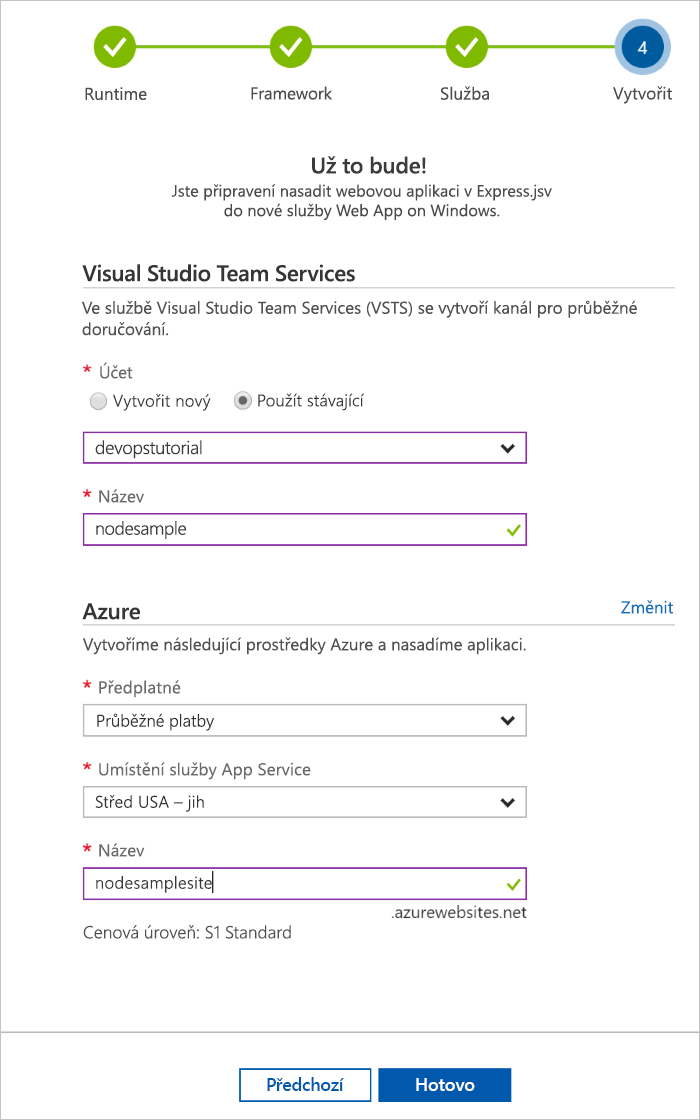 4
Runtime
Framework
Služba
Vytvořit
Už to bude!
Jste připravení nasadit webovou aplikaci v Express.jsv
do nové služby Web App on Windows.
Visual Studio Team Services
Ve službě Visual Studio Team Services (VSTS) se vytvoří kanál pro průběžné
doručování.
* Účet
Vytvořit nový
Použít stávající
devopstutorial
* Název
nodesample
Azure
Změnit
Vytvoříme následující prostředky Azure a nasadíme aplikaci.
* Předplatné
Průběžné platby
* Umístění služby App Service
Střed USA – jih
* Název
nodesamplesite
.azurewebsites.net
Cenová úroveň: S1 Standard
Předchozí
Hotovo